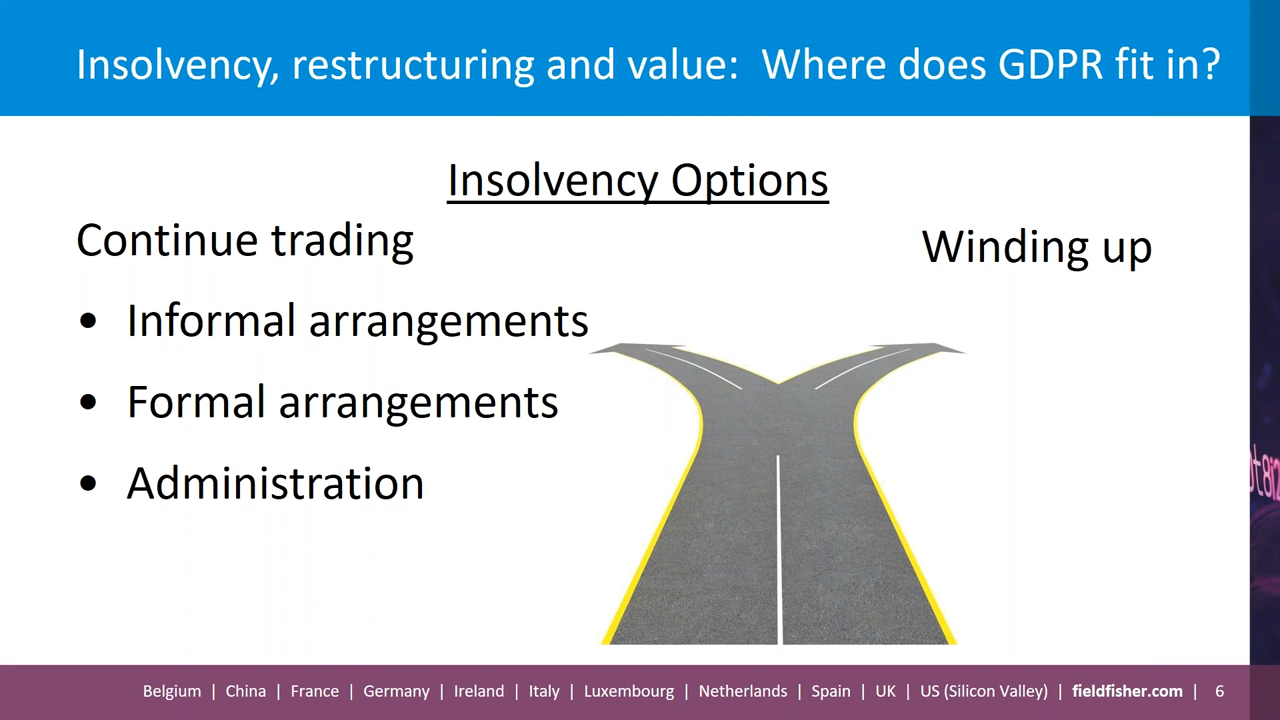 Insolvency, restructuring and value: Where does GDPR fit in?
Insolvency Options
Continue trading
Winding up
• Informal arrangements
• Formal arrangements
• Administration
Belgium | China | France | Germany | Ireland | Italy | Luxembourg | Netherlands | Spain | UK | US (Silicon Valley) | fieldfisher.com | 6